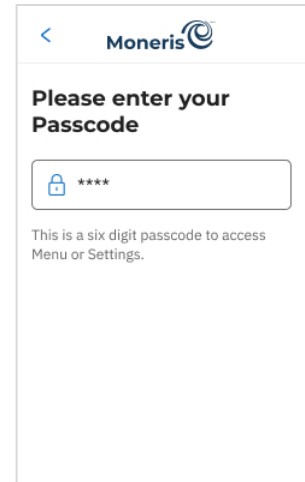 Moneris
Please enter your
Passcode
****
This is a six digit passcode to access
Menu or Settings.